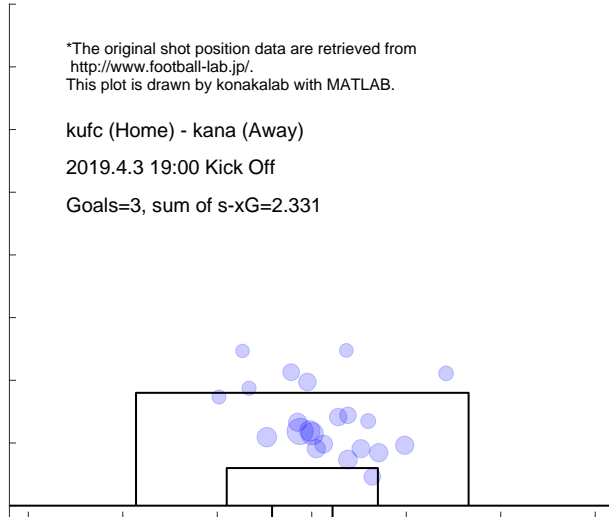 *The original shot position data are retrieved from
http://www.football-lab.jp/.
This plot is drawn by konakalab with MATLAB.
kufc (Home) - kana (Away)
2019.4.3 19:00 Kick Off
Goals=3, sum of s-xG=2.331